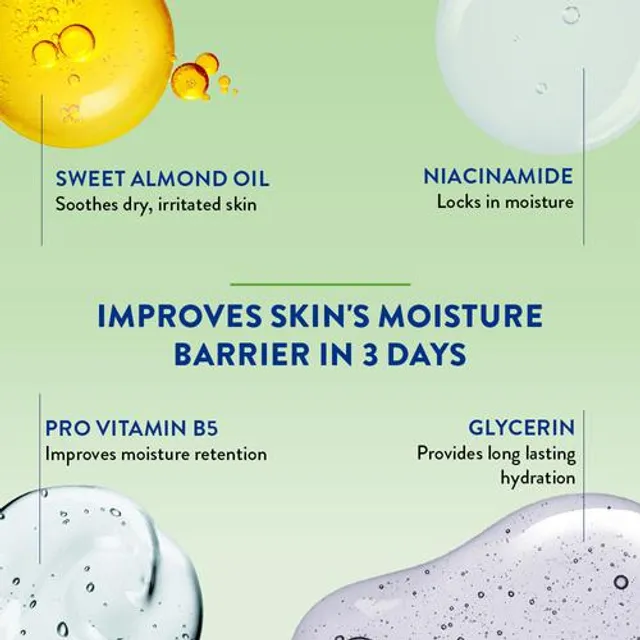 SWEET ALMOND OIL
Soothes dry, irritated skin
NIACINAMIDE
Locks in moisture
IMPROVES SKIN'S MOISTURE
BARRIER IN 3 DAYS
PRO VITAMIN B5
Improves moisture retention
GLYCERIN
Provides long lasting
hydration